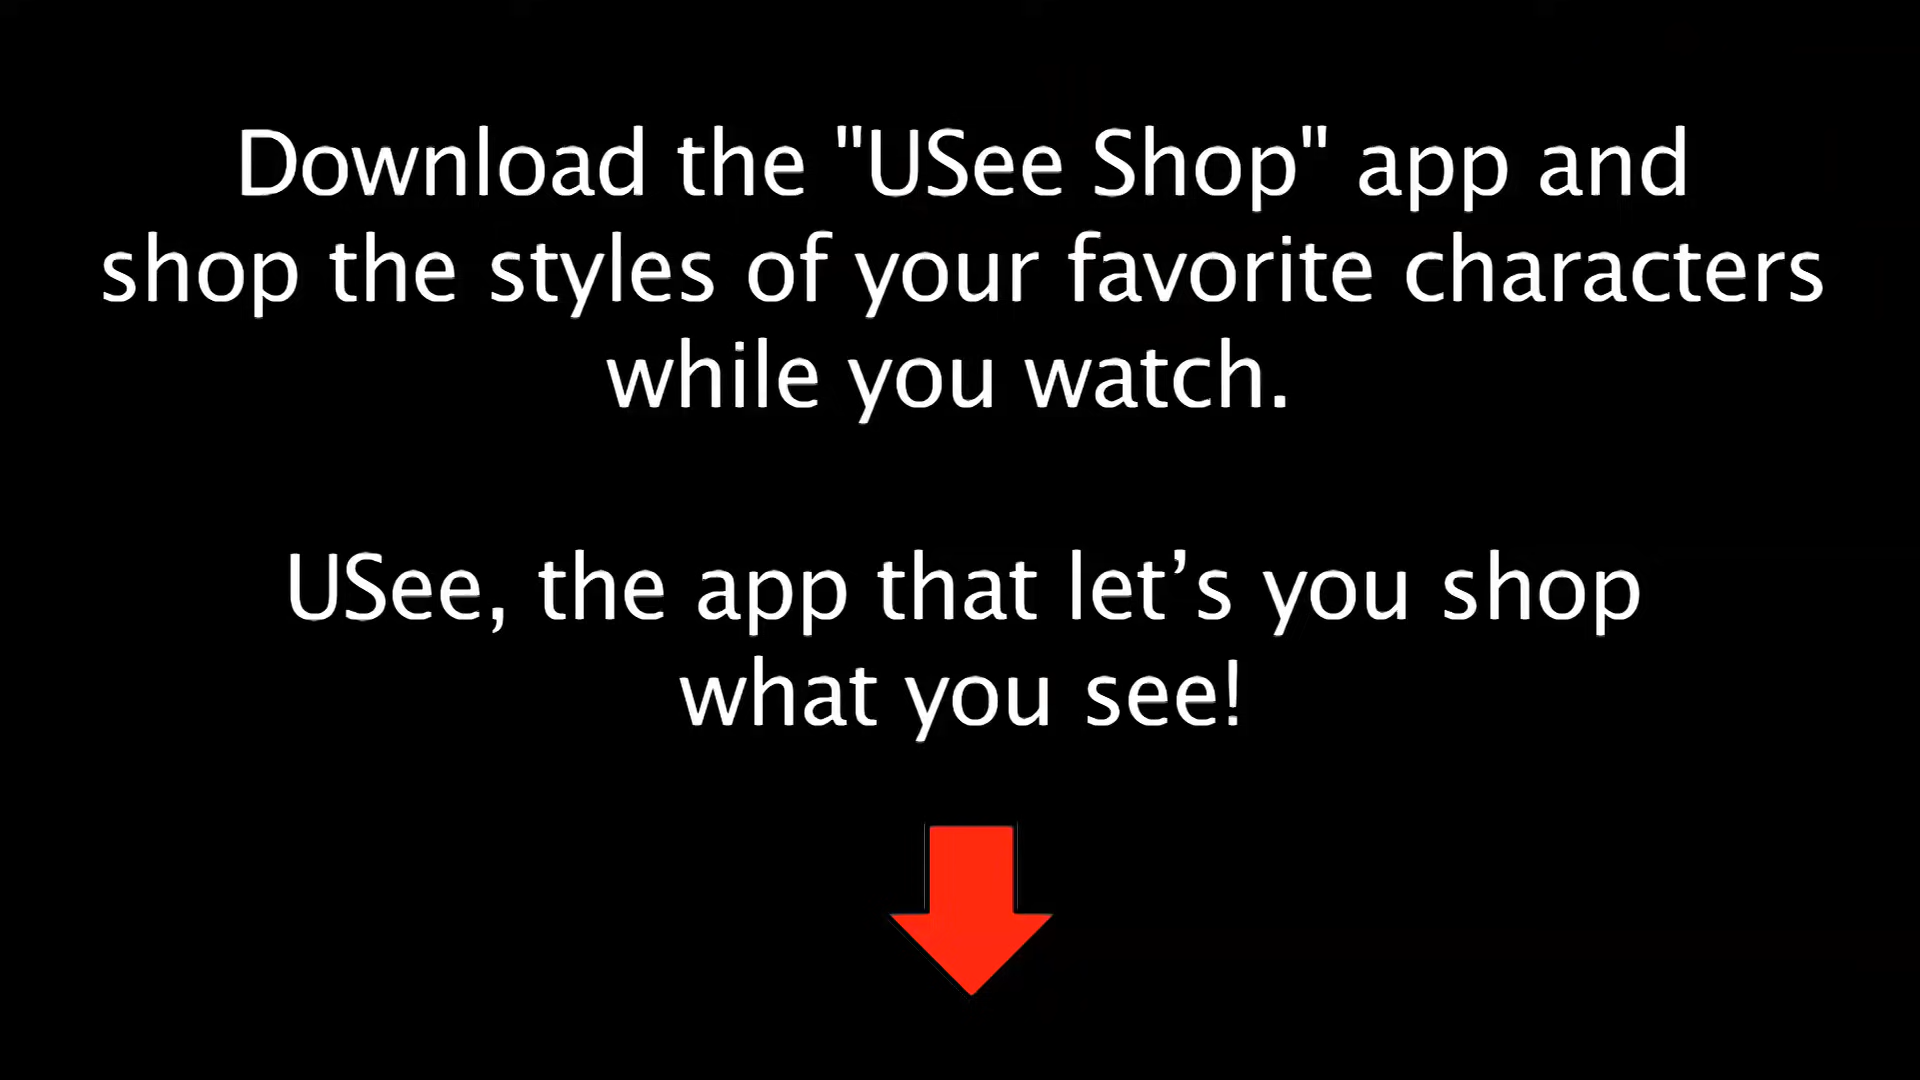 Download the "USee Shop" app and
shop the styles of your favorite characters
while you watch.
USee, the app that let’s you shop
what you see!